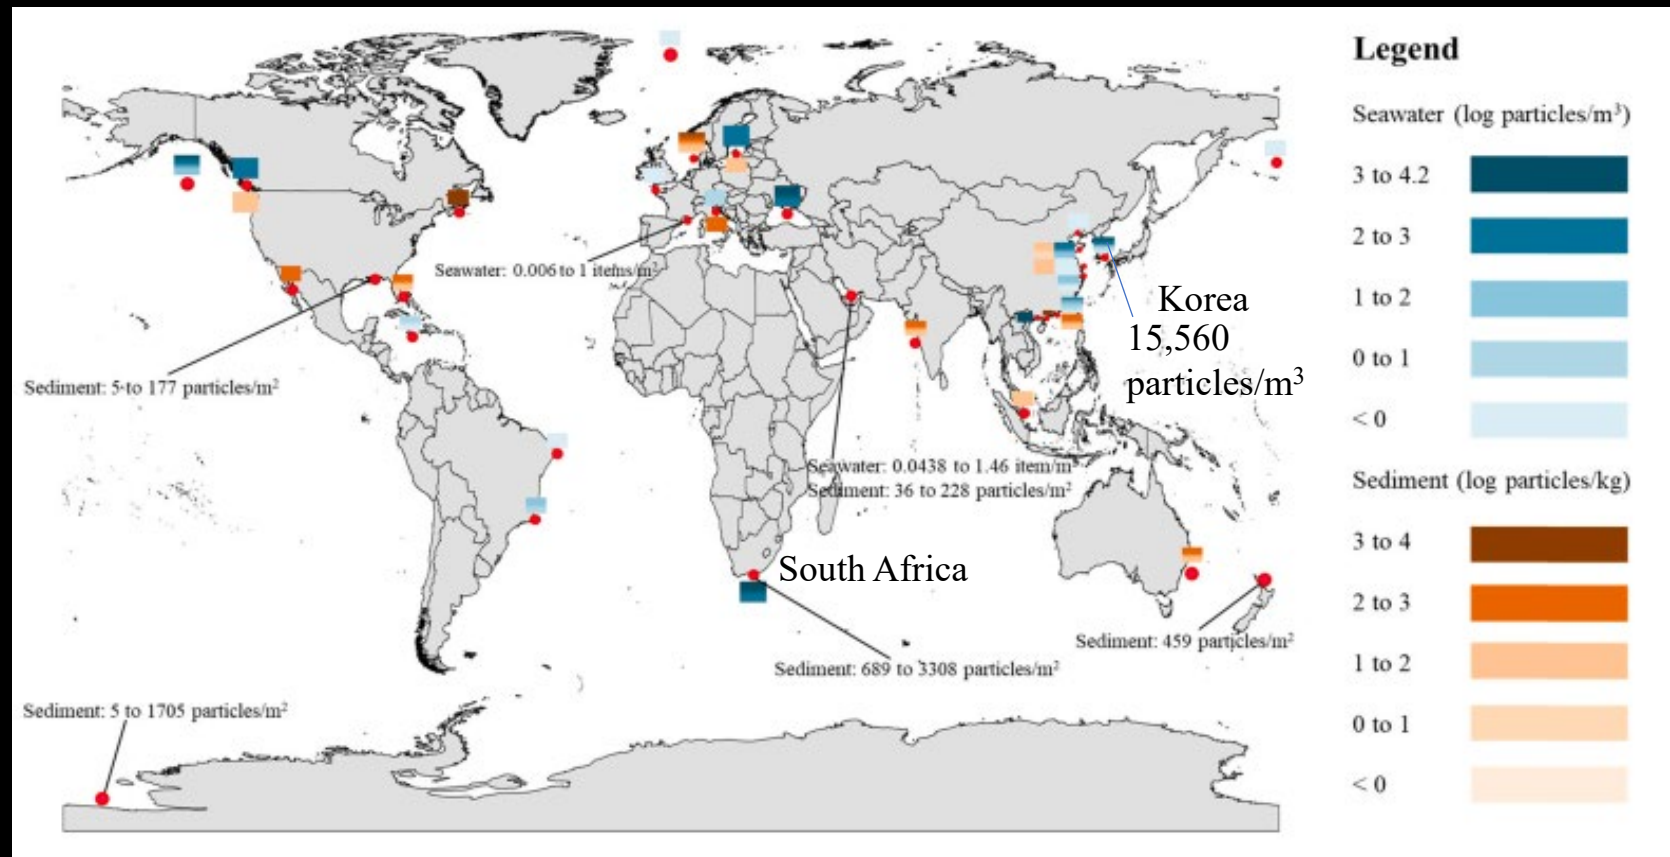 Seawater: 0.006 to 1 items/m²
Korea
15,560
particles/m³
Sediment: 5 to 177 particles/m²
Seawater: 0.0438 to 1.46 item/m
Sediment: 36 to 228 particles/m²
South Africa
Sediment: 459 particles/m²
Sediment: 689 to 3308 particles/m²
Sediment: 5 to 1705 particles/m²
Legend
Seawater (log particles/m³)
3 to 4.2
2 to 3
1 to 2
0 to 1
< 0
Sediment (log particles/kg)
3 to 4
2 to 3
1 to 2
0 to 1
< 0